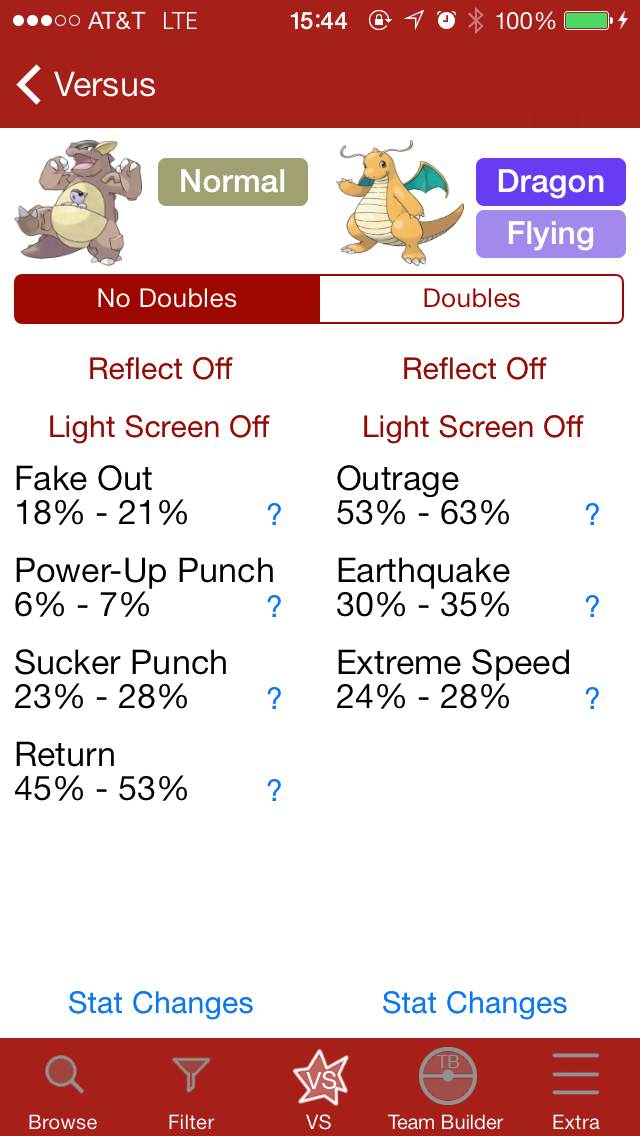 AT&T LTE 15:44 100%
Versus
Normal
Dragon
Flying
No Doubles Doubles
Reflect Off Reflect Off
Light Screen Off Light Screen Off
Fake Out Outrage
18% - 21% ? 53% - 63% ?
Power-Up Punch Earthquake
6% - 7% ? 30% - 35% ?
Sucker Punch Extreme Speed
23% - 28% ? 24% - 28% ?
Return
45% - 53% ?
Stat Changes Stat Changes
VS TB
Browse Filter VS Team Builder Extra